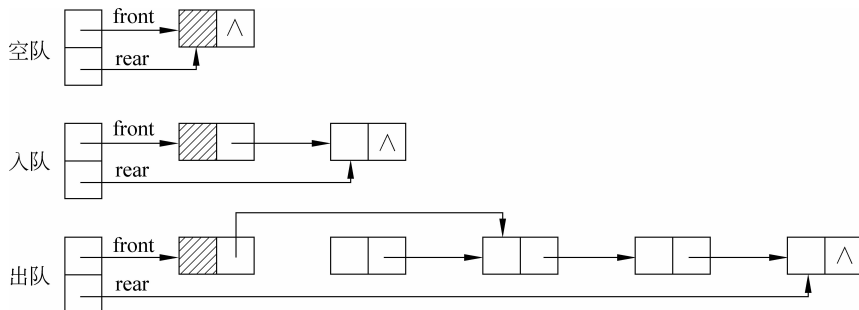 空队
front
∧
rear
入队
front
∧
rear
出队
front
∧
rear